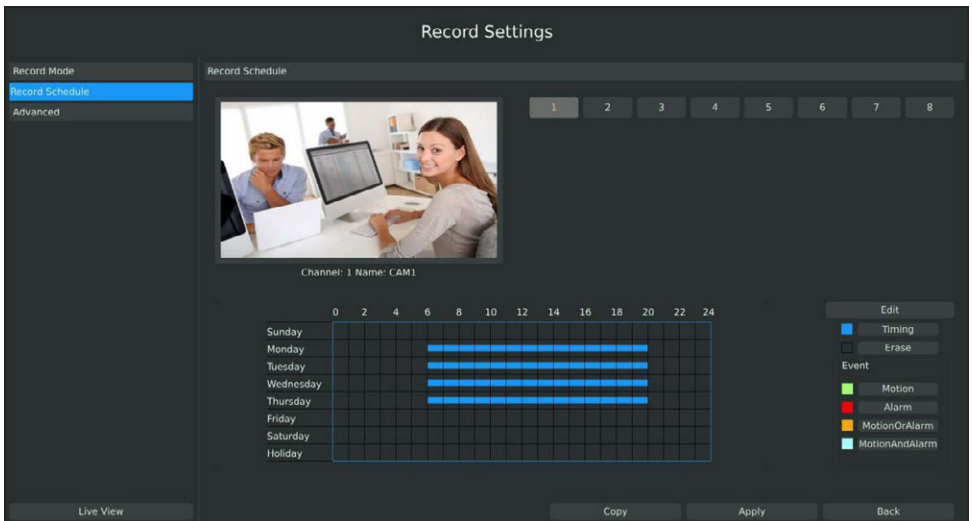 Record Settings
Record Mode
Record Schedule
Advanced
Record Schedule
1 2 3 4 5 6 7 8
Channel: 1 Name: CAM1
0 2 4 6 8 10 12 14 16 18 20 22 24
Sunday
Monday
Tuesday
Wednesday
Thursday
Friday
Saturday
Holiday
Edit
Timing
Erase
Event
Motion
Alarm
MotionOrAlarm
MotionAndAlarm
Live View
Copy
Apply
Back